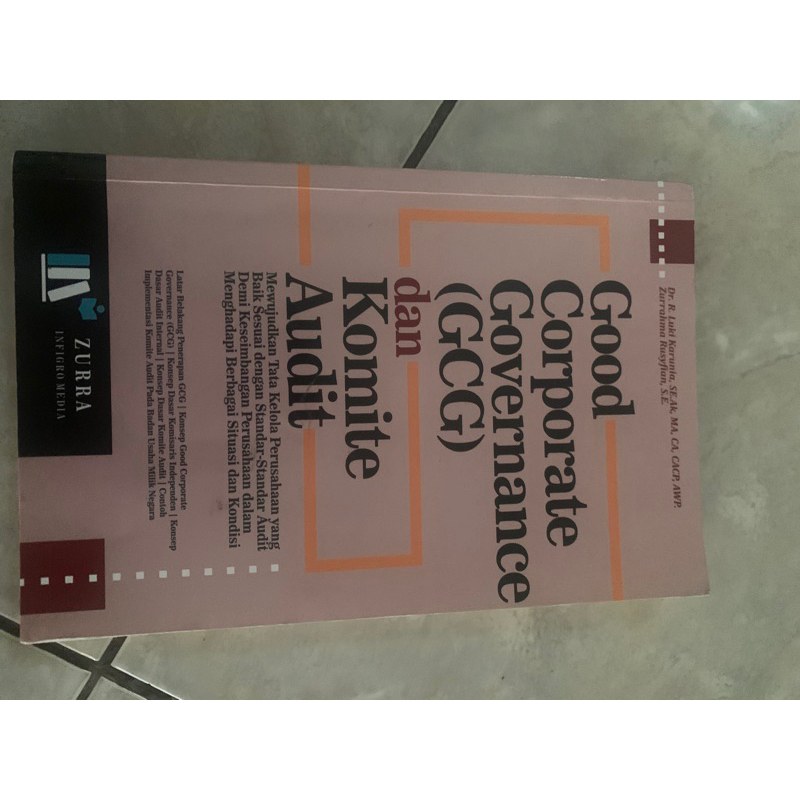 Dr. R. Luki Karunia, SE.Ak, MA, CA, CACP, AWP.
Zurrahma Rusyfian, S.E.
Good
Corporate
Governance
(GCG)
dan
Komite
Audit
Mewujudkan Tata Kelola Perusahaan yang
Baik Sesuai dengan Standar-Standar Audit
Demi Keseimbangan Perusahaan dalam
Menghadapi Berbagai Situasi dan Kondisi
Latar Belakang Penerapan GCG | Konsep Good Corporate
Governance (GCG) | Konsep Dasar Komisaris Independen | Konsep
Dasar Audit Internal | Konsep Dasar Komite Audit | Contoh
Implementasi Komite Audit Pada Badan Usaha Milik Negara
ZURRA
INFIGRO MEDIA